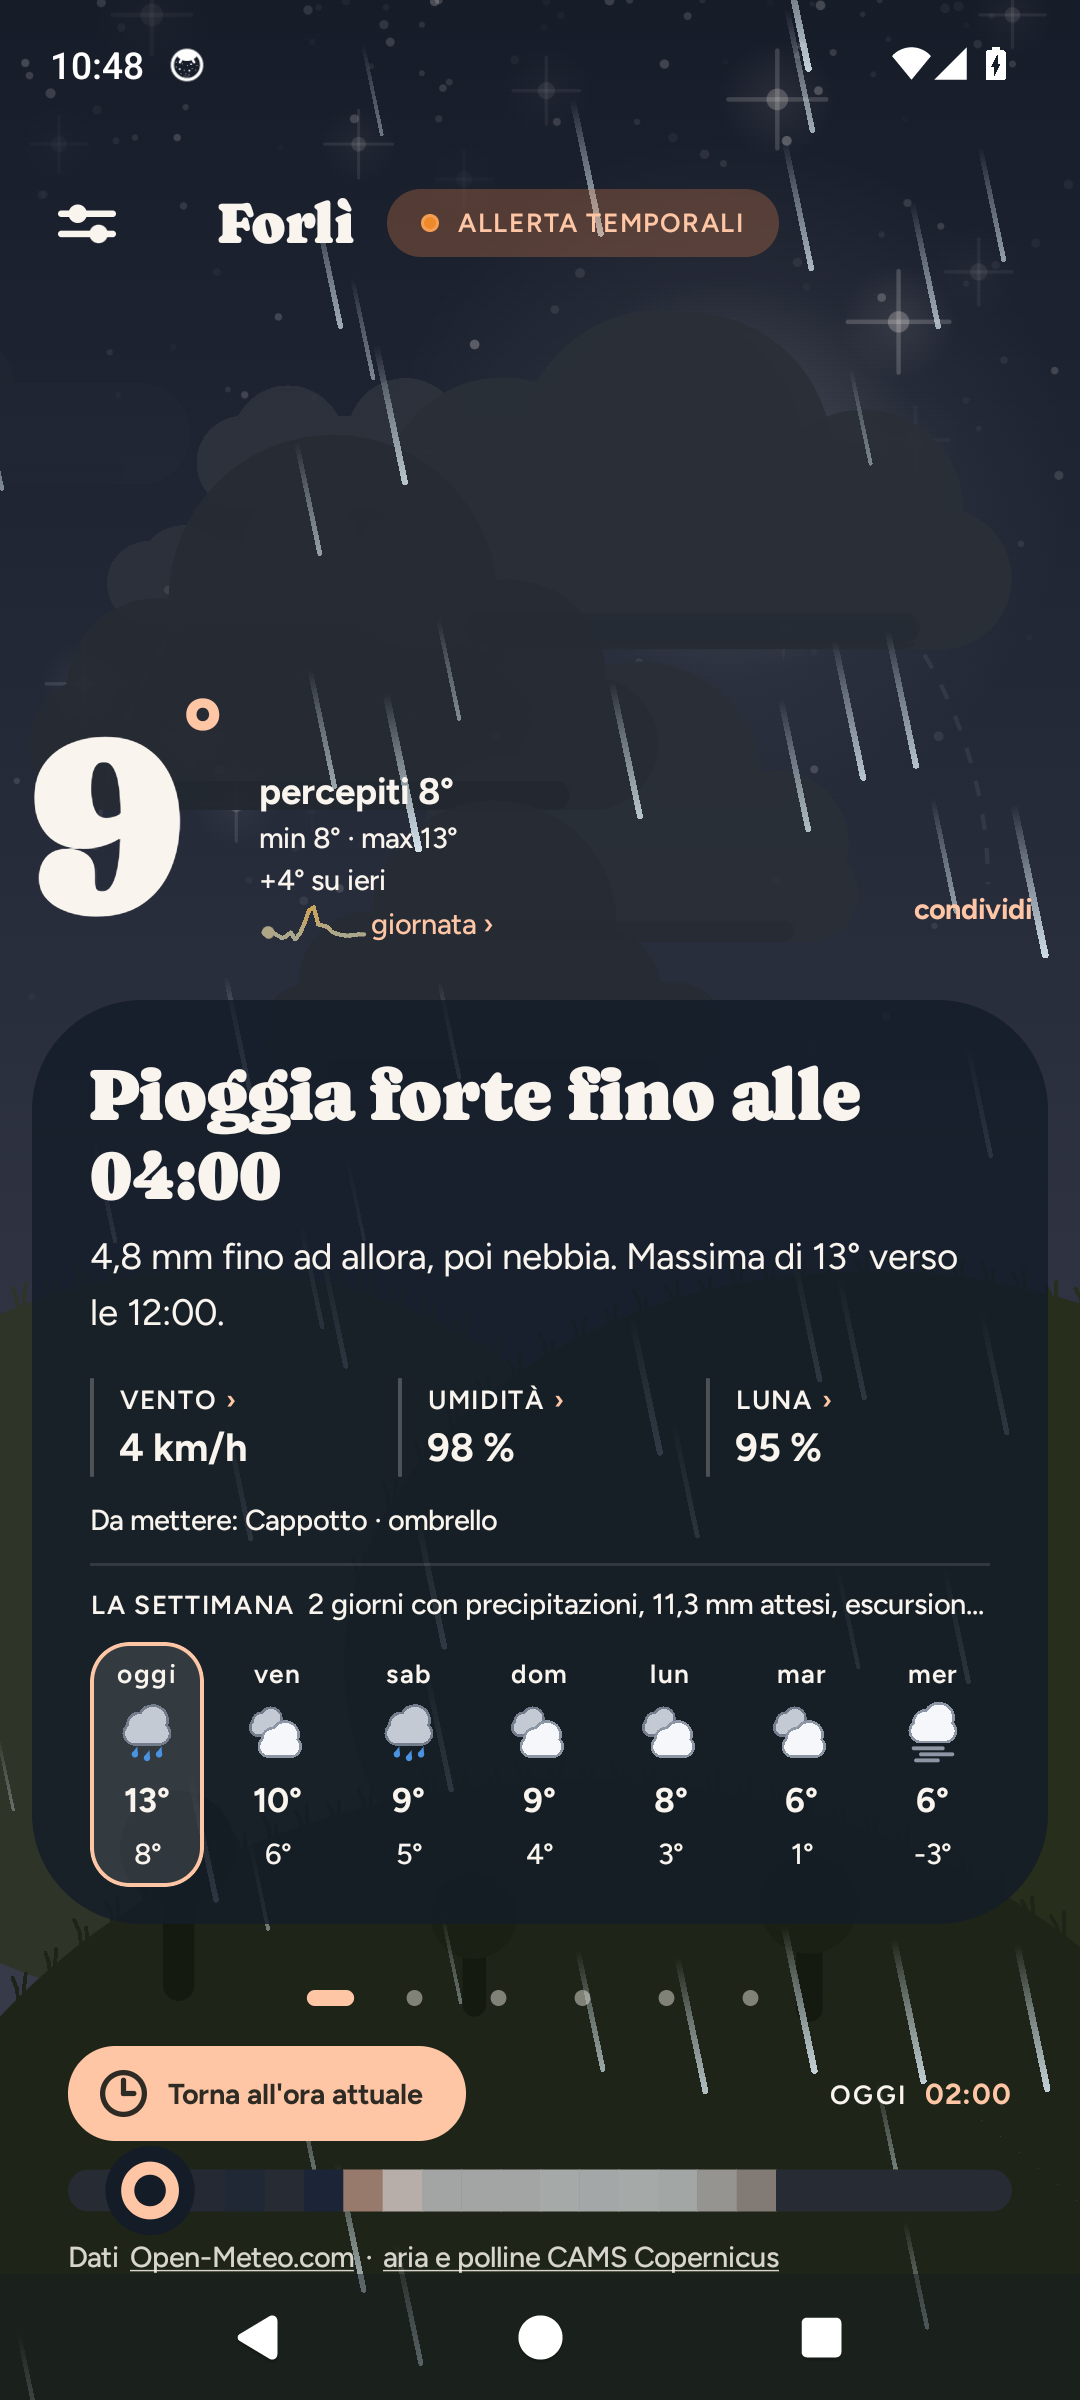 10:48
Forlì
ALLERTA TEMPORALI
9°
percepiti 8°
min 8° · max 13°
+4° su ieri
giornata ›
condividi
Pioggia forte fino alle
04:00
4,8 mm fino ad allora, poi nebbia. Massima di 13° verso
le 12:00.
VENTO › UMIDITÀ › LUNA ›
4 km/h 98 % 95 %
Da mettere: Cappotto · ombrello
LA SETTIMANA 2 giorni con precipitazioni, 11,3 mm attesi, escursion...
oggi ven sab dom lun mar mer
13° 10° 9° 9° 8° 6° 6°
8° 6° 5° 4° 3° 1° -3°
Torna all'ora attuale
OGGI 02:00
Dati Open-Meteo.com · aria e polline CAMS Copernicus